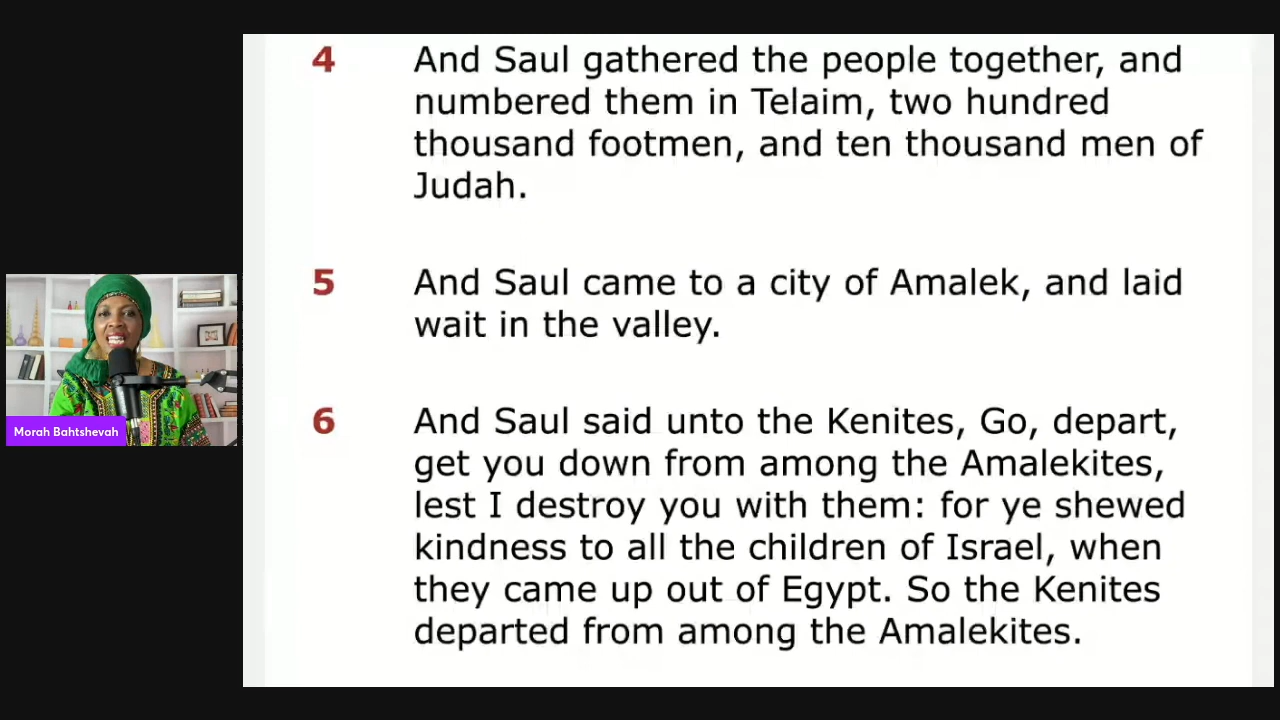 4 And Saul gathered the people together, and
numbered them in Telaim, two hundred
thousand footmen, and ten thousand men of
Judah.
5 And Saul came to a city of Amalek, and laid
wait in the valley.
6 And Saul said unto the Kenites, Go, depart,
get you down from among the Amalekites,
lest I destroy you with them: for ye shewed
kindness to all the children of Israel, when
they came up out of Egypt. So the Kenites
departed from among the Amalekites.
Morah Bahtshevah